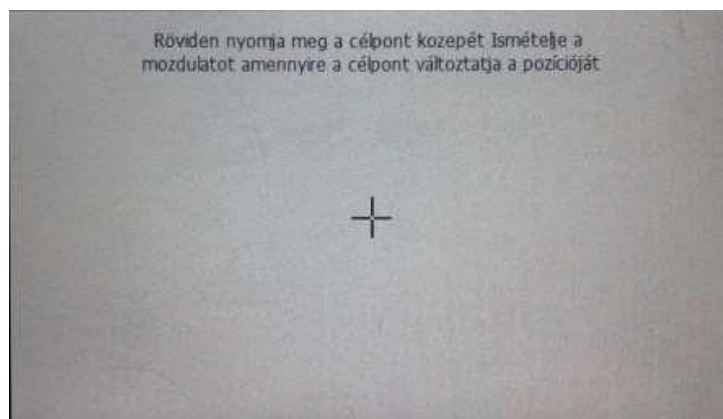 Röviden nyomja meg a célpont kozepét Ismételje a
mozdulatot amennyire a célpont változtatja a pozícióját